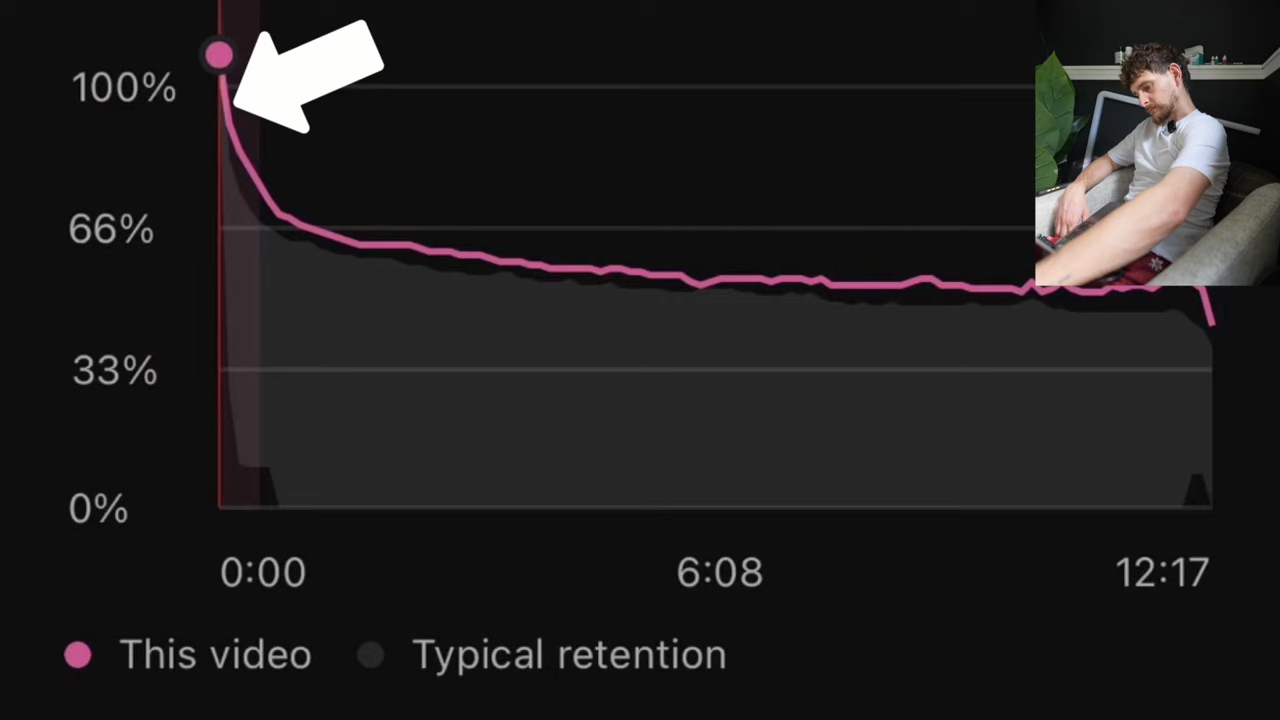 100%
66%
33%
0%
0:00 6:08 12:17
This video Typical retention